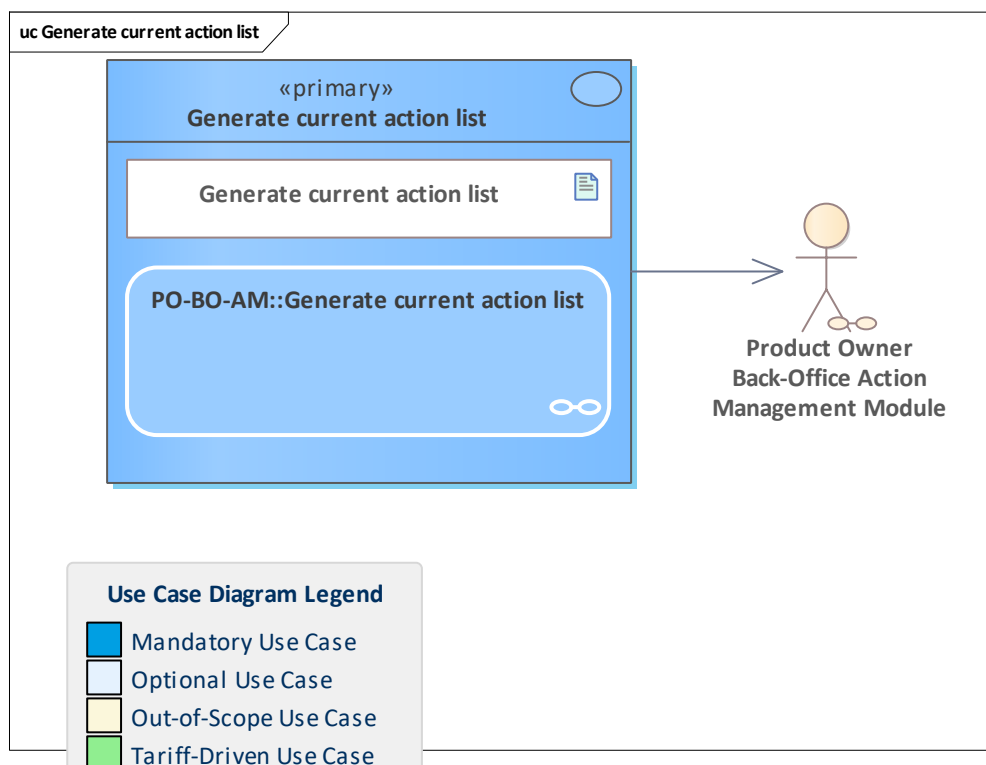 uc Generate current action list
«primary»
Generate current action list
Generate current action list
PO-BO-AM::Generate current action list
Product Owner
Back-Office Action
Management Module
Use Case Diagram Legend
Mandatory Use Case
Optional Use Case
Out-of-Scope Use Case
Tariff-Driven Use Case